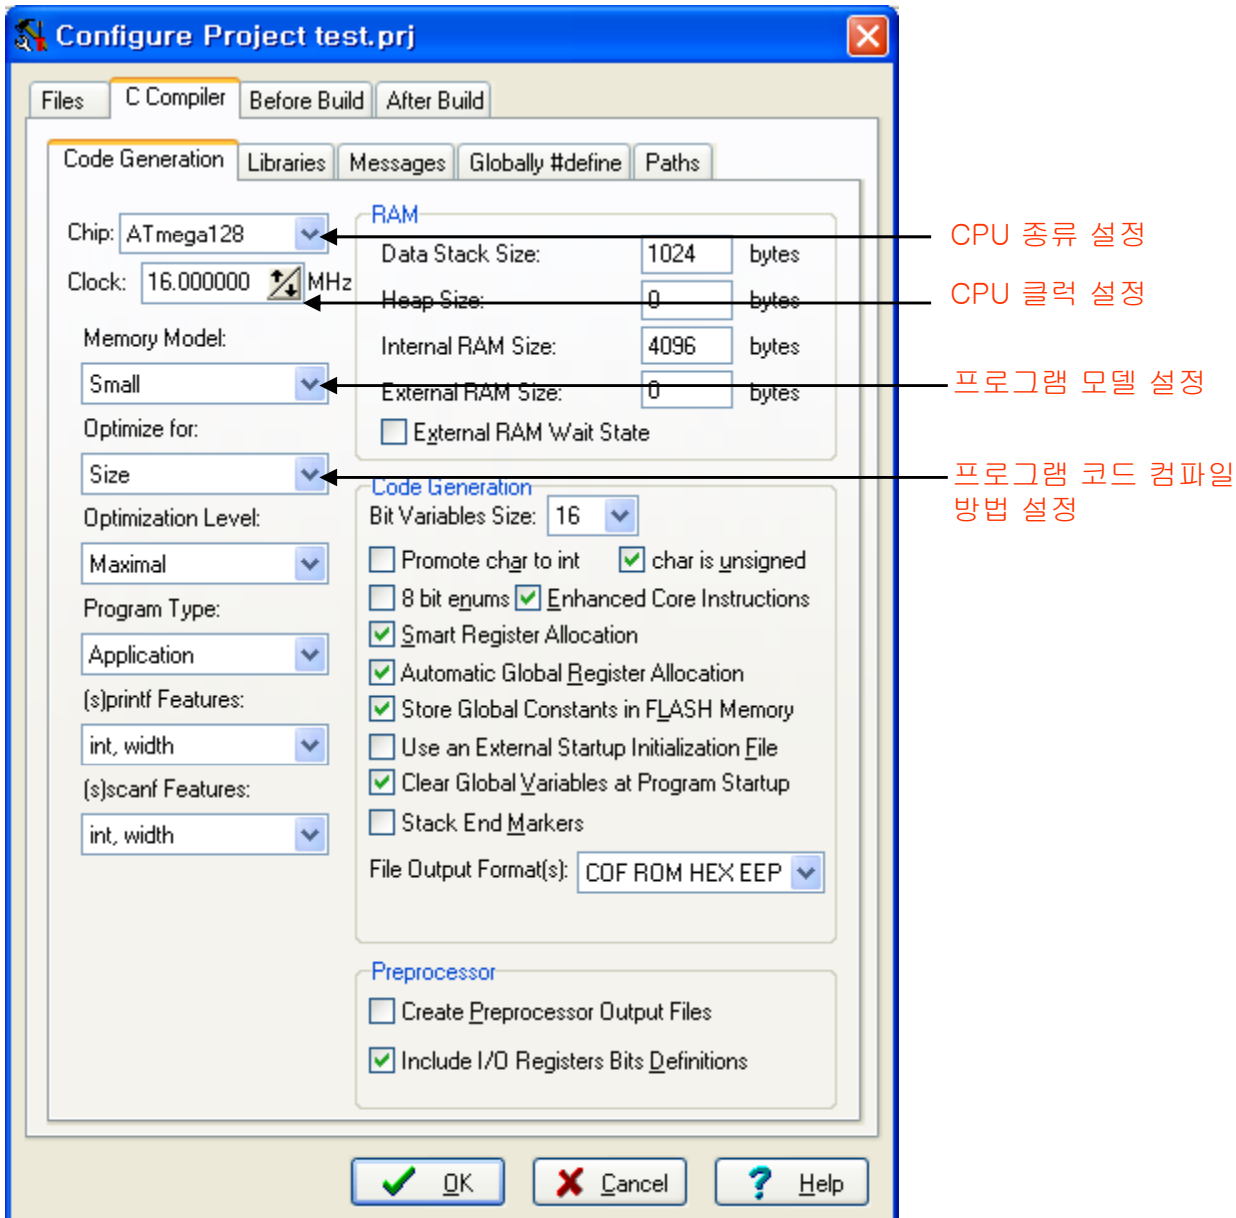 Configure Project test.prj
Files C Compiler Before Build After Build
Code Generation Libraries Messages Globally #define Paths
Chip: ATmega128
Clock: 16.000000 MHz
Memory Model:
Small
Optimize for:
Size
Optimization Level:
Maximal
Program Type:
Application
(s)printf Features:
int, width
(s)scanf Features:
int, width
RAM
Data Stack Size: 1024 bytes
Heap Size: 0 bytes
Internal RAM Size: 4096 bytes
External RAM Size: 0 bytes
External RAM Wait State
Code Generation
Bit Variables Size: 16
Promote char to int char is unsigned
8 bit enums Enhanced Core Instructions
Smart Register Allocation
Automatic Global Register Allocation
Store Global Constants in FLASH Memory
Use an External Startup Initialization File
Clear Global Variables at Program Startup
Stack End Markers
File Output Format(s): COF ROM HEX EEP
Preprocessor
Create Preprocessor Output Files
Include I/O Registers Bits Definitions
OK Cancel Help
CPU 종류 설정
CPU 클럭 설정
프로그램 모델 설정
프로그램 코드 컴파일
방법 설정